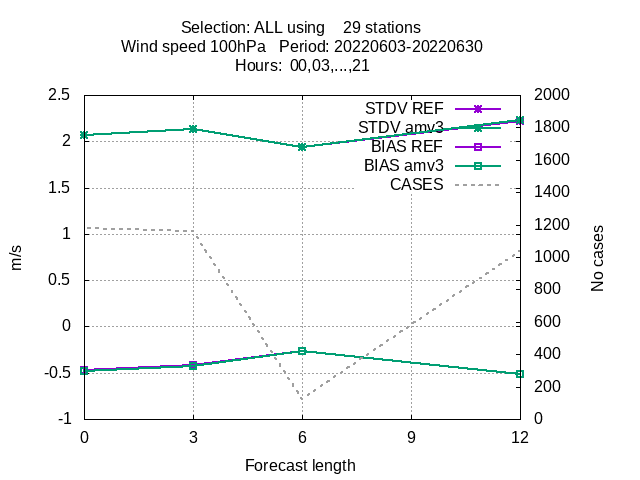 Selection: ALL using    29 stations
Wind speed 100hPa   Period: 20220603-20220630
Hours:  00,03,...,21
2.5
2
1.5
1
0.5
0
-0.5
-1
m/s
STDV REF
STDV amv3
BIAS REF
BIAS amv3
CASES
2000
1800
1600
1400
1200
1000
800
600
400
200
0
No cases
0 3 6 9 12
Forecast length